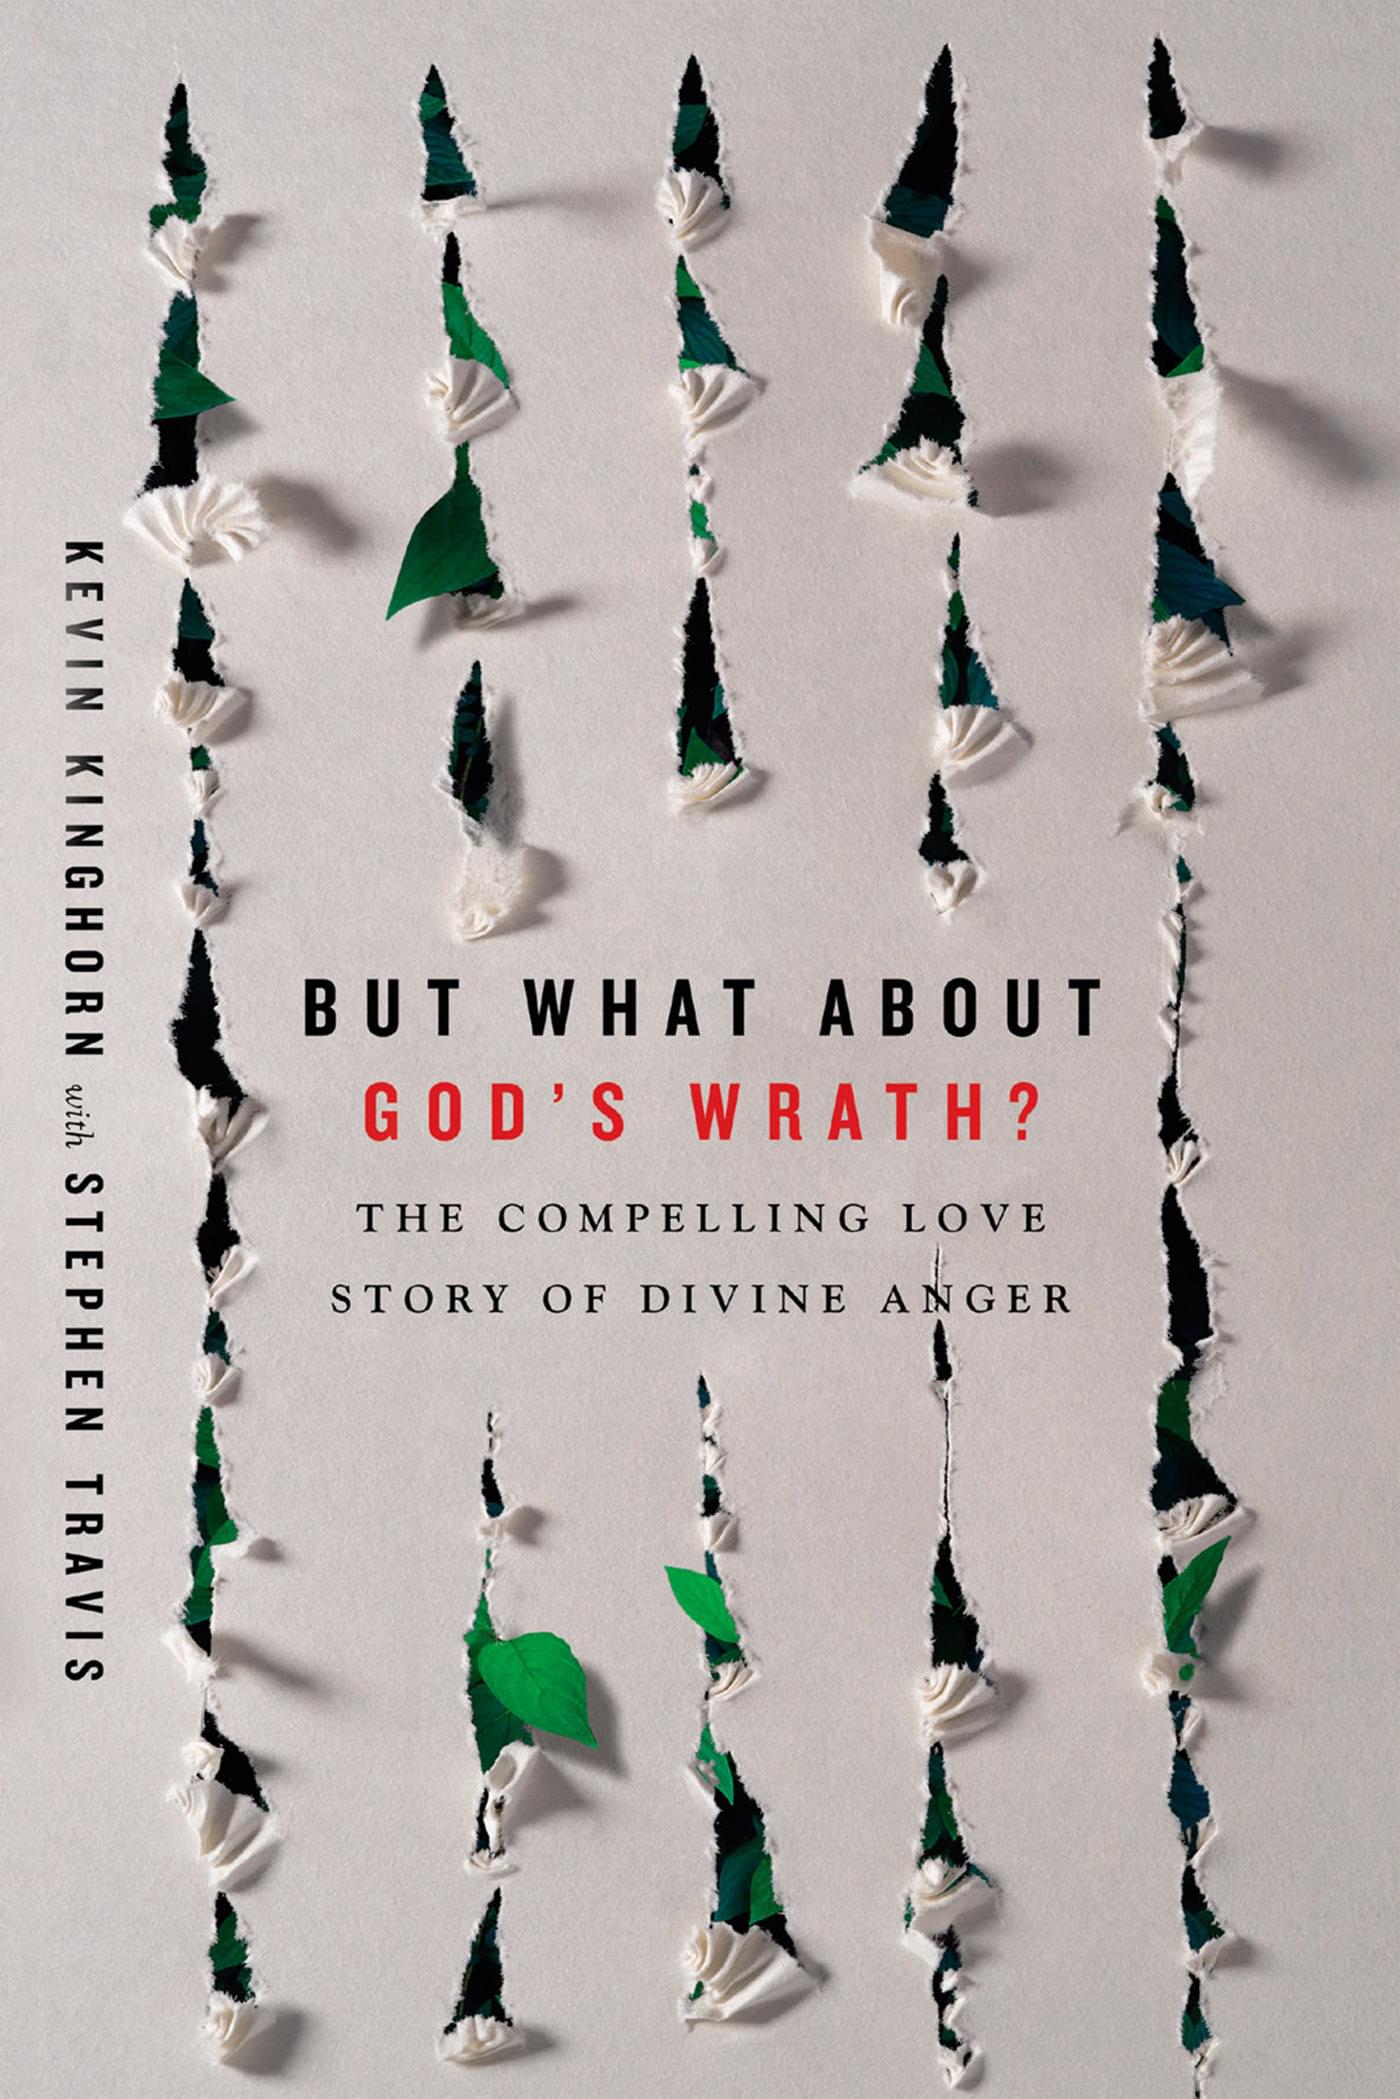 BUT WHAT ABOUT
GOD'S WRATH?
THE COMPELLING LOVE
STORY OF DIVINE ANGER
KEVIN KINGHORN with STEPHEN TRAVIS